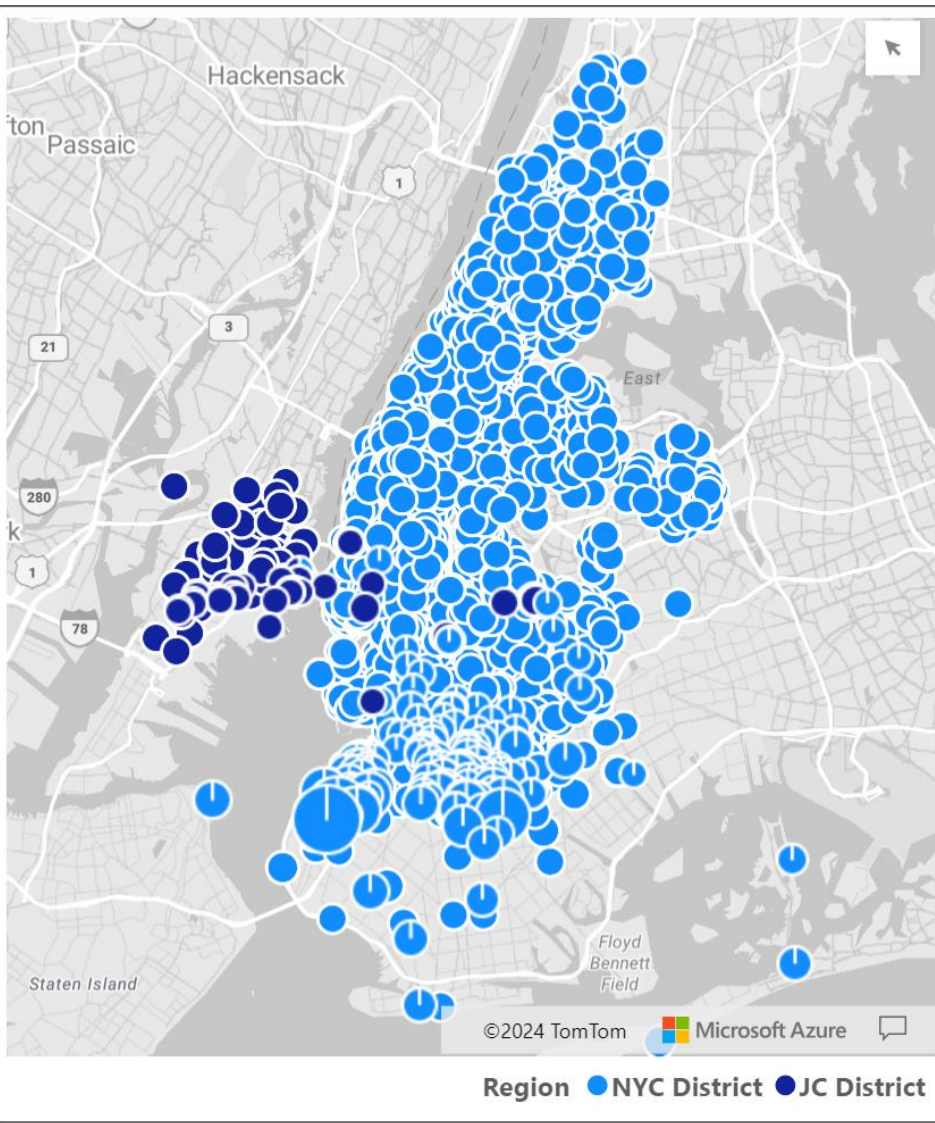 Hackensack
fton
Passaic
1
3
21
East
280
k
1
78
Floyd
Bennett
Field
Staten Island
©2024 TomTom
Microsoft Azure
Region NYC District JC District